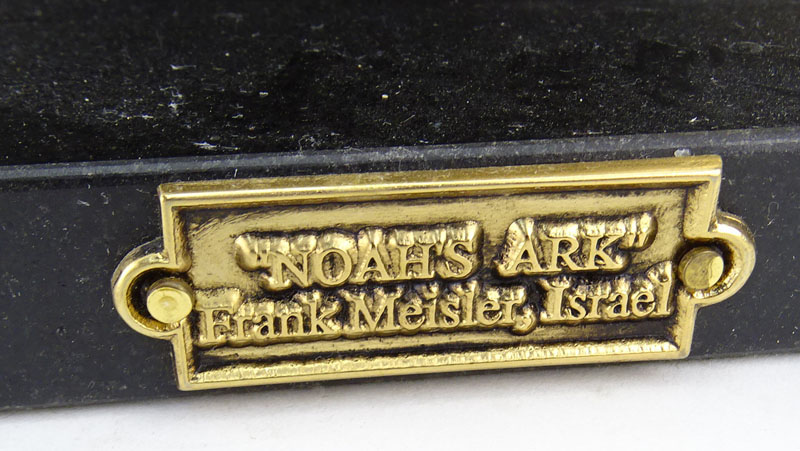 "NOAH'S ARK"
Frank Meisler, Israel